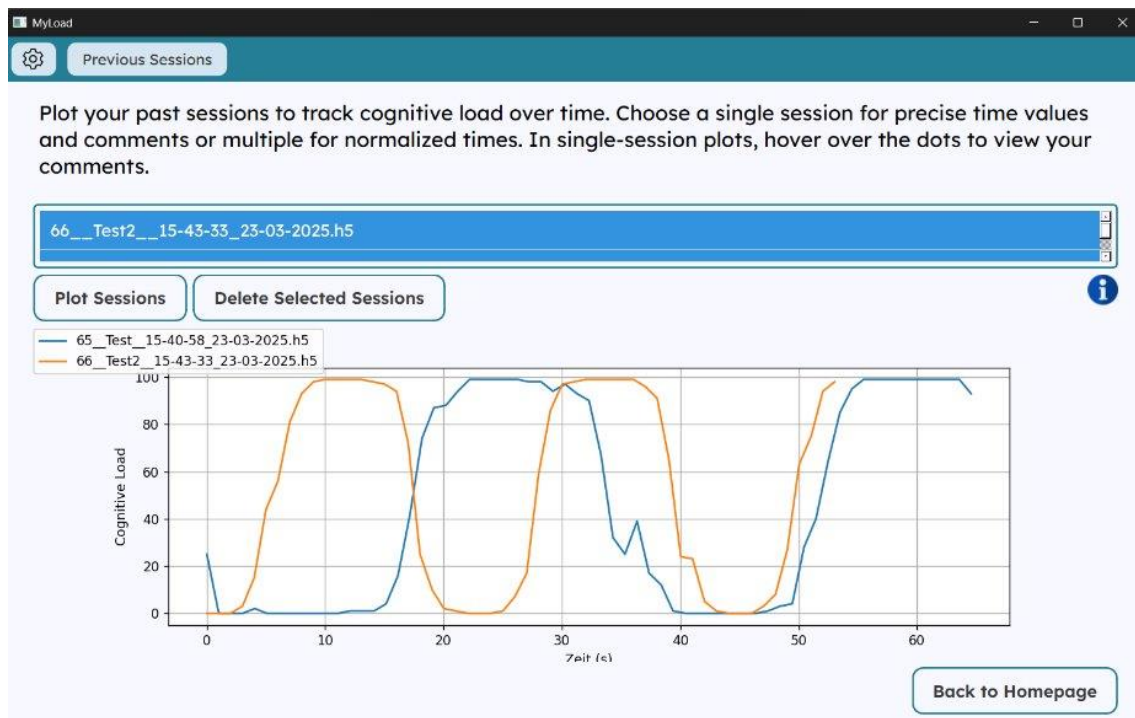 MyLoad
Previous Sessions
Plot your past sessions to track cognitive load over time. Choose a single session for precise time values
and comments or multiple for normalized times. In single-session plots, hover over the dots to view your
comments.
66__Test2__15-43-33_23-03-2025.h5
Plot Sessions
Delete Selected Sessions
i
65__Test__15-40-58_23-03-2025.h5
66__Test2__15-43-33_23-03-2025.h5
100
80
60
40
20
0
Cognitive Load
0 10 20 30 40 50 60
Zeit (s)
Back to Homepage